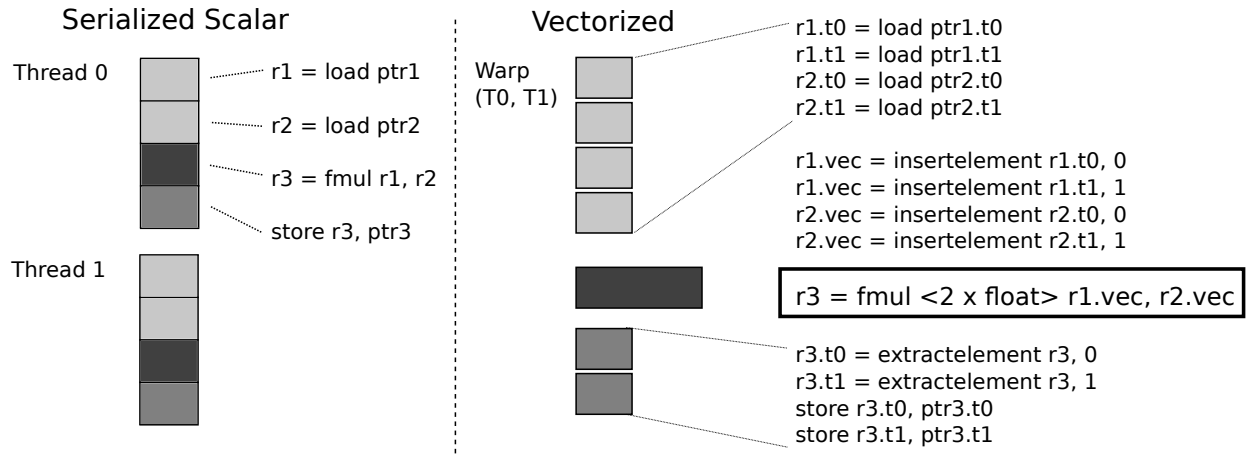 Serialized Scalar
Thread 0
r1 = load ptr1
r2 = load ptr2
r3 = fmul r1, r2
store r3, ptr3
Thread 1
Vectorized
Warp
(T0, T1)
r1.t0 = load ptr1.t0
r1.t1 = load ptr1.t1
r2.t0 = load ptr2.t0
r2.t1 = load ptr2.t1
r1.vec = insertelement r1.t0, 0
r1.vec = insertelement r1.t1, 1
r2.vec = insertelement r2.t0, 0
r2.vec = insertelement r2.t1, 1
r3 = fmul <2 x float> r1.vec, r2.vec
r3.t0 = extractelement r3, 0
r3.t1 = extractelement r3, 1
store r3.t0, ptr3.t0
store r3.t1, ptr3.t1